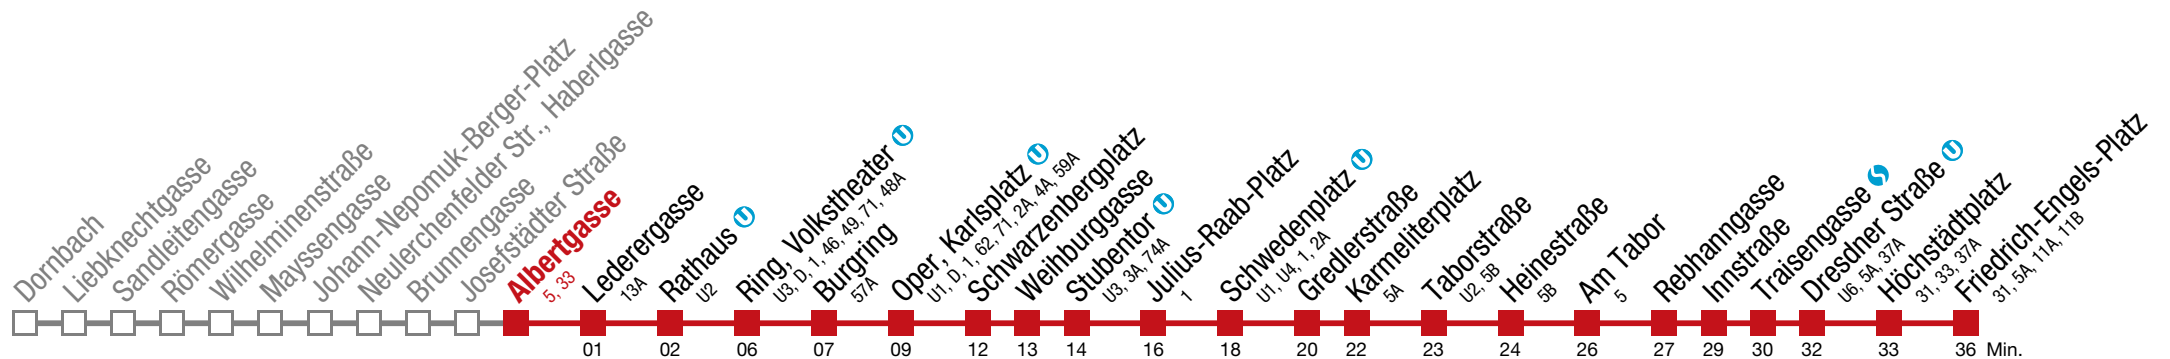 Dornbach
Liebknechtgasse
Sandleitengasse
Römergasse
Wilhelminenstraße
Mayssengasse
Johann-Nepomuk-Berger-Platz
Neulerchenfelder Str., Haberlgasse
Brunnengasse
Josefstädter Straße
Albertgasse
5, 33
Lederergasse
13A
Rathaus
U2
Ring, Volkstheater
U3, D, 1, 46, 49, 71, 48A
Burgring
57A
Oper, Karlsplatz
U1, D, 1, 62, 71, 2A, 4A, 59A
Schwarzenbergplatz
Weihburggasse
Stubentor
U3, 3A, 74A
Julius-Raab-Platz
1
Schwedenplatz
U1, U4, 1, 2A
Gredlerstraße
Karmeliterplatz
5A
Taborstraße
U2, 5B
Heinestraße
5B
Am Tabor
5
Rebhanngasse
Innstraße
Traisengasse
Dresdner Straße
U6, 5A, 37A
Höchstädtplatz
31, 33, 37A
Friedrich-Engels-Platz
31, 5A, 11A, 11B
01 02 06 07 09 12 13 14 16 18 20 22 23 24 26 27 29 30 32 33 36 Min.